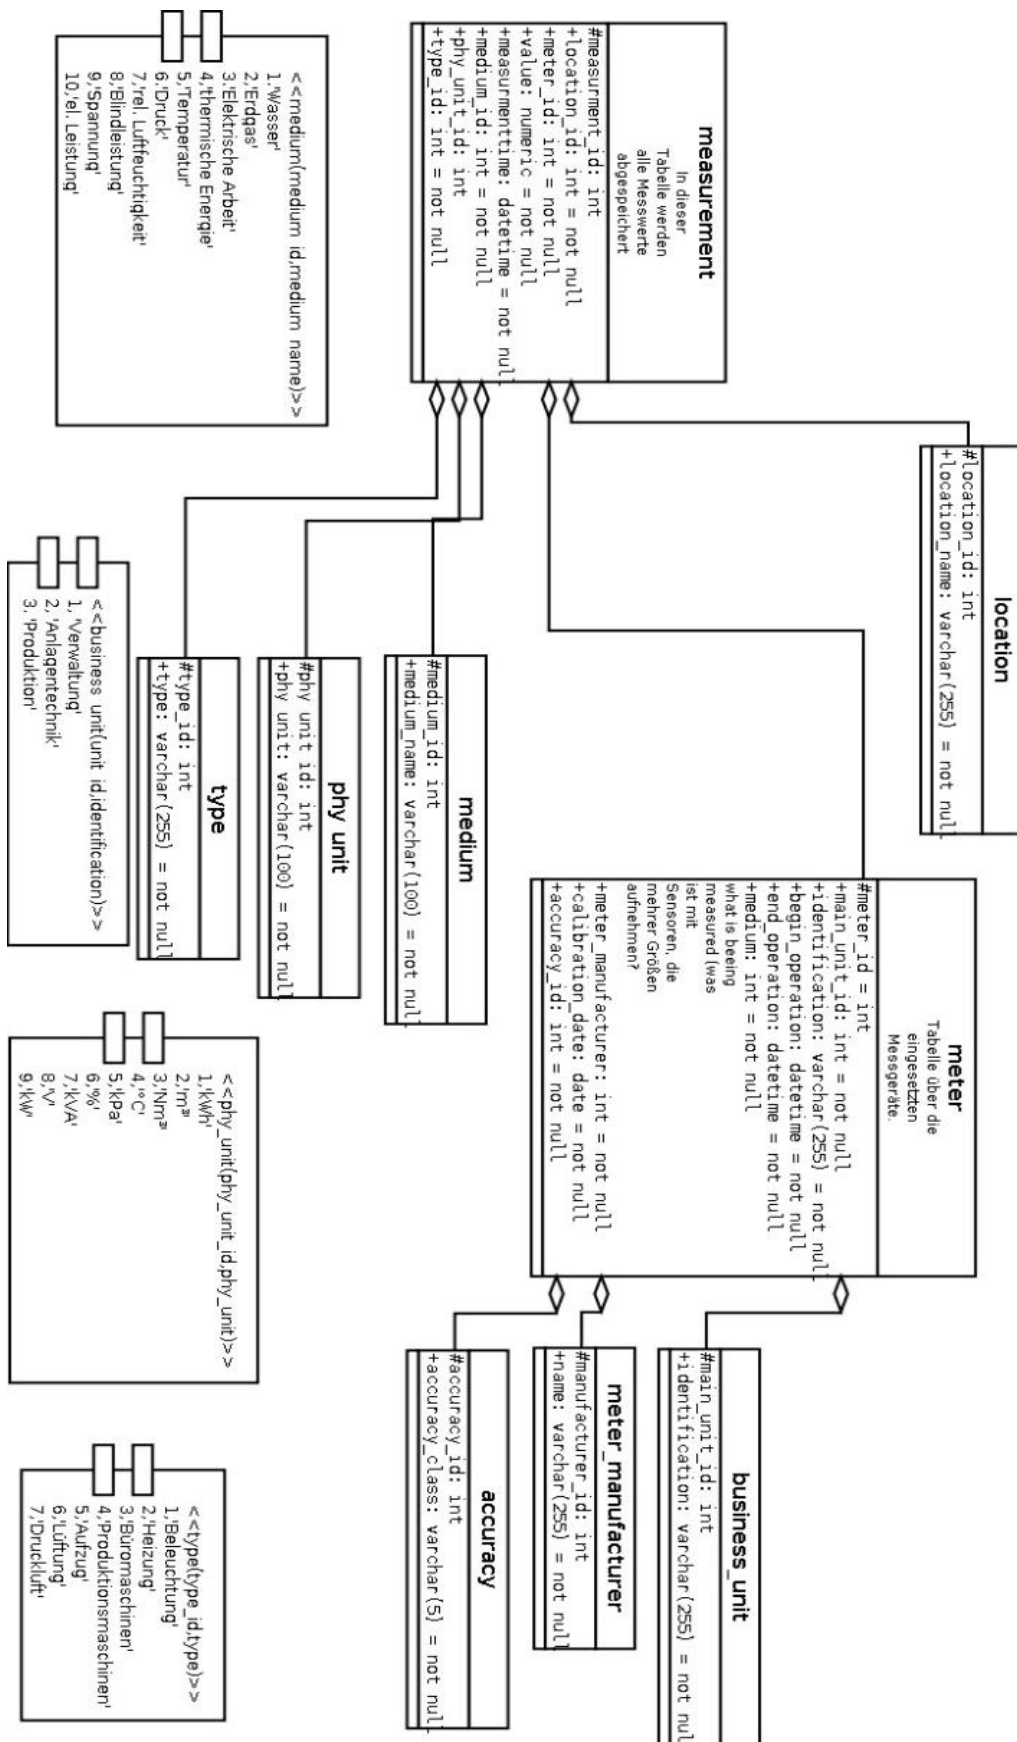 measurement
In dieser
Tabelle werden
alle Messwerte
abgespeichert
#measurment_id: int
+location_id: int = not null
+meter_id: int = not null
+value: numeric = not null
+measurmenttime: datetime = not null
+medium_id: int = not null
+phy_unit_id: int
+type_id: int = not null
location
#location_id: int
+location_name: varchar(255) = not null
meter
Tabelle über die
eingesetzten
Messgeräte.
#meter_id = int
+main_unit_id: int = not null
+identification: varchar(255) = not null
+begin_operation: datetime = not null
+end_operation: datetime = not null
+medium: int = not null
what is beeing
measured (was
ist mit
Sensoren, die
mehrer Größen
aufnehmen?
+meter_manufacturer: int = not null
+calibration_date: date = not null
+accuracy_id: int = not null
business_unit
#main_unit_id: int
+identification: varchar(255) = not nul
meter_manufacturer
#manufacturer_id: int
+name: varchar(255) = not null
accuracy
#accuracy_id: int
+accuracy_class: varchar(5) = not null
medium
#medium_id: int
+medium_name: varchar(100) = not null
phy unit
#phy unit id: int
+phy unit: varchar(100) = not null
type
#type_id: int
+type: varchar(255) = not null
<<medium(medium id,medium name)>>
1.'Wasser'
2,'Erdgas'
3.'Elektrische Arbeit'
4,'thermische Energie'
5,'Temperatur'
6,'Druck'
7,'rel. Luftfeuchtigkeit'
8,'Blindleistung'
9,'Spannung'
10,'el. Leistung'
<<business unit(unit id,identification)>>
1, 'Verwaltung'
2, 'Anlagentechnik'
3. 'Produktion'
<<phy_unit(phy_unit_id,phy_unit)>>
1,'kWh'
2,'m³'
3,'Nm³'
4,'°C'
5,'kPa'
6,'%'
7,'kVA'
8,'V'
9,'kW'
<<type(type_id,type)>>
1,'Beleuchtung'
2,'Heizung'
3,'Büromaschinen'
4,'Produktionsmaschinen'
5,'Aufzug'
6,'Lüftung'
7,'Druckluft'